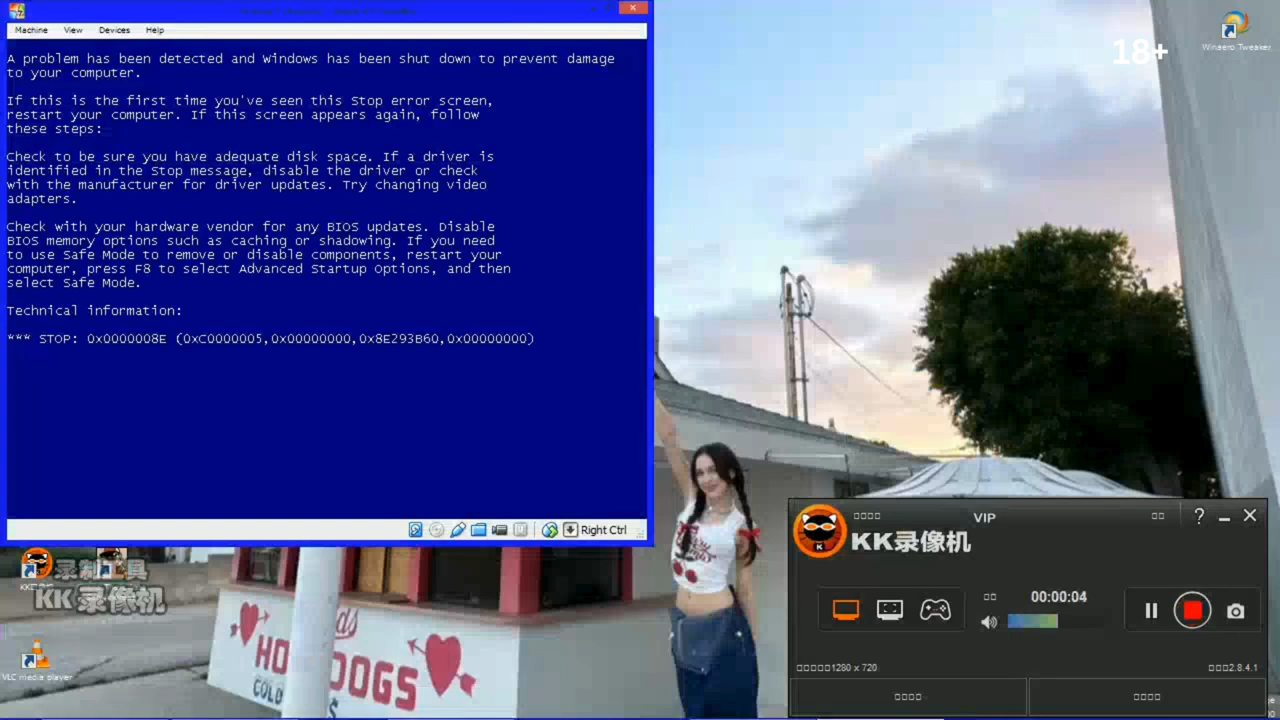 Machine View Devices Help
A problem has been detected and Windows has been shut down to prevent damage
to your computer.
If this is the first time you've seen this Stop error screen,
restart your computer. If this screen appears again, follow
these steps:
Check to be sure you have adequate disk space. If a driver is
identified in the Stop message, disable the driver or check
with the manufacturer for driver updates. Try changing video
adapters.
Check with your hardware vendor for any BIOS updates. Disable
BIOS memory options such as caching or shadowing. If you need
to use Safe Mode to remove or disable components, restart your
computer, press F8 to select Advanced Startup Options, and then
select Safe Mode.
Technical information:
*** STOP: 0x0000008E (0xC0000005,0x00000000,0x8E293B60,0x00000000)
Right Ctrl
18+
Winaero Tweaker
录制工具
KK 录像机
VLC media player
HO DOGS
COLD
VIP
KK录像机
00:00:04
1280 x 720
2.8.4.1